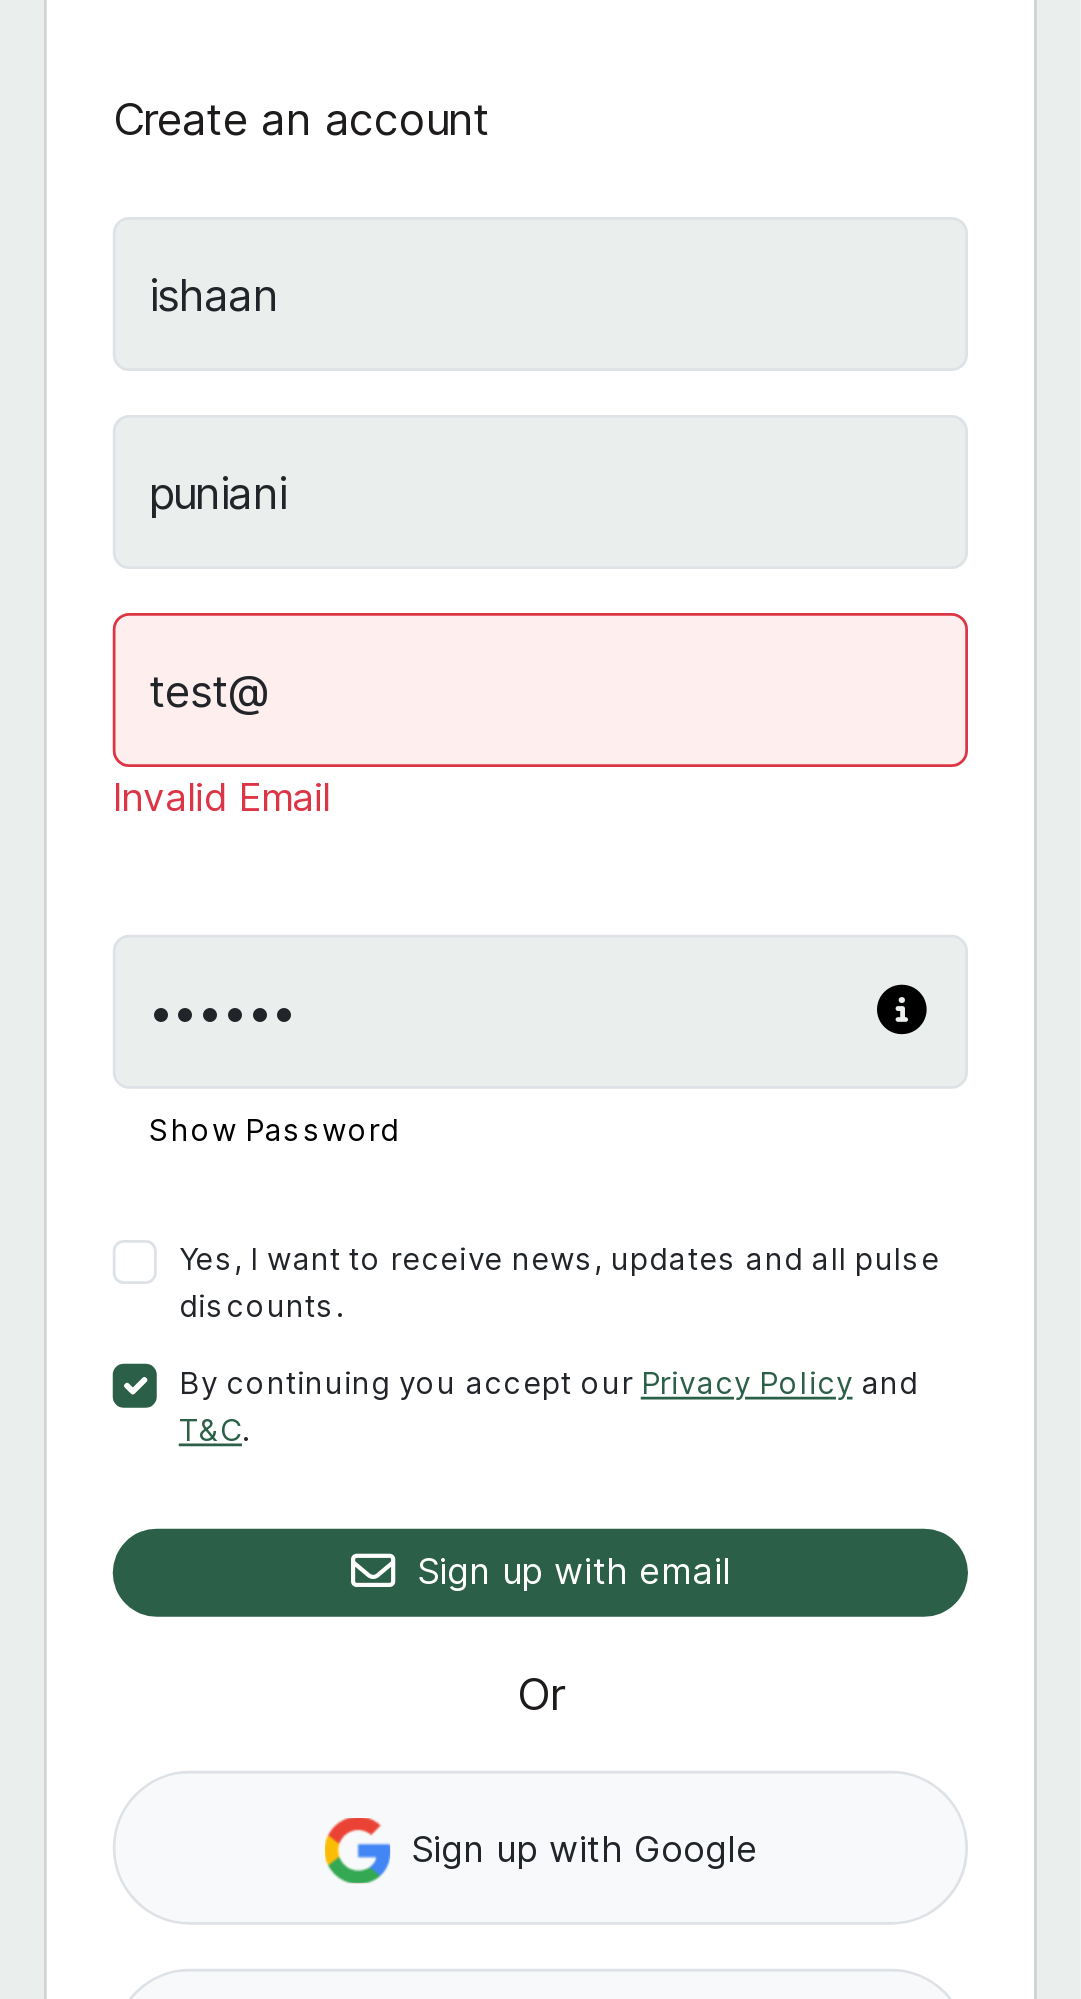 Create an account
ishaan
puniani
test@
Invalid Email
••••••
Show Password
Yes, I want to receive news, updates and all pulse
discounts.
By continuing you accept our Privacy Policy and
T&C.
Sign up with email
Or
Sign up with Google